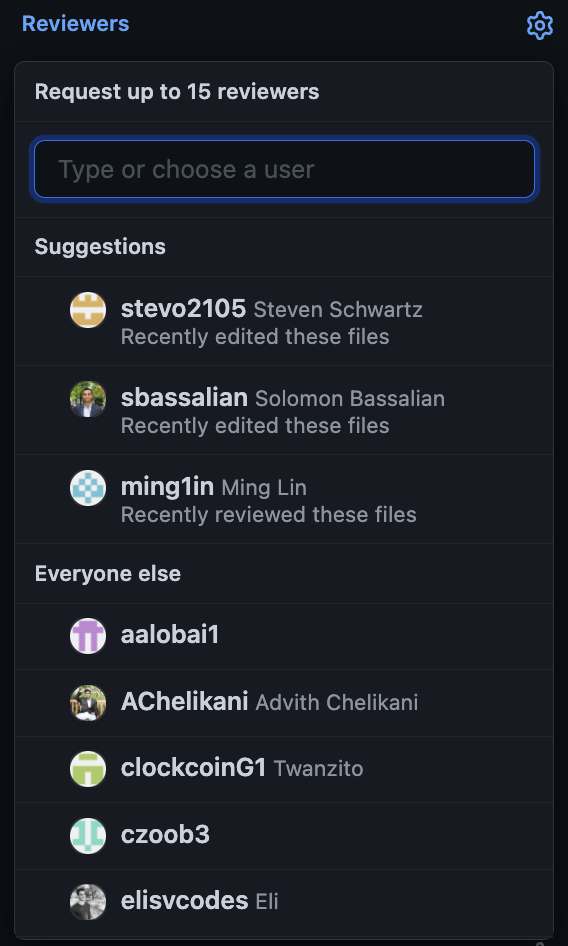 Reviewers
Request up to 15 reviewers
Type or choose a user
Suggestions
stevo2105 Steven Schwartz
Recently edited these files
sbassalian Solomon Bassalian
Recently edited these files
ming1in Ming Lin
Recently reviewed these files
Everyone else
aalobai1
AChelikani Advith Chelikani
clockcoinG1 Twanzito
czoob3
elisvcodes Eli